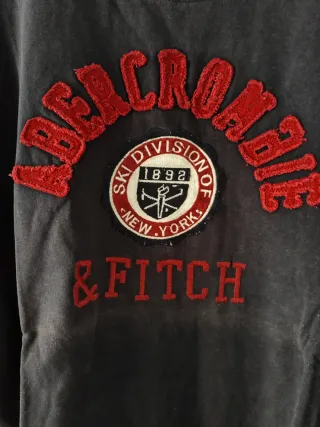 ABERCROMBIE
SKI DIVISION OF
1892
NEW.YORK
& FITCH